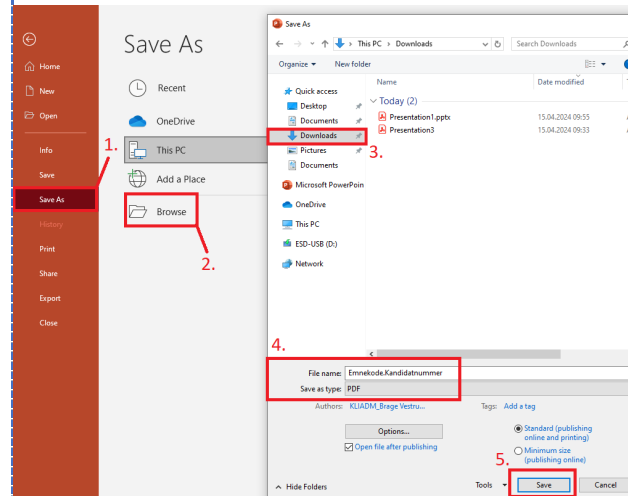 Save As
Home
New
Open
Info
Save
Save As
History
Print
Share
Export
Close
Save As
Recent
OneDrive
This PC
Add a Place
Browse
1.
2.
Save As
This PC > Downloads
Search Downloads
Organize
New folder
Name
Date modified
Quick access
Desktop
Documents
Downloads
Pictures
Documents
Microsoft PowerPoin
OneDrive
This PC
ESD-USB (D:)
Network
Today (2)
Presentation1.pptx 15.04.2024 09:55
Presentation3 15.04.2024 09:33
3.
4.
File name: Emnekode.Kandidatnummer
Save as type: PDF
Authors: KLIADM_Brage Vestru...
Tags: Add a tag
Options...
Open file after publishing
Standard (publishing
online and printing)
Minimum size
(publishing online)
5.
Hide Folders
Tools
Save
Cancel